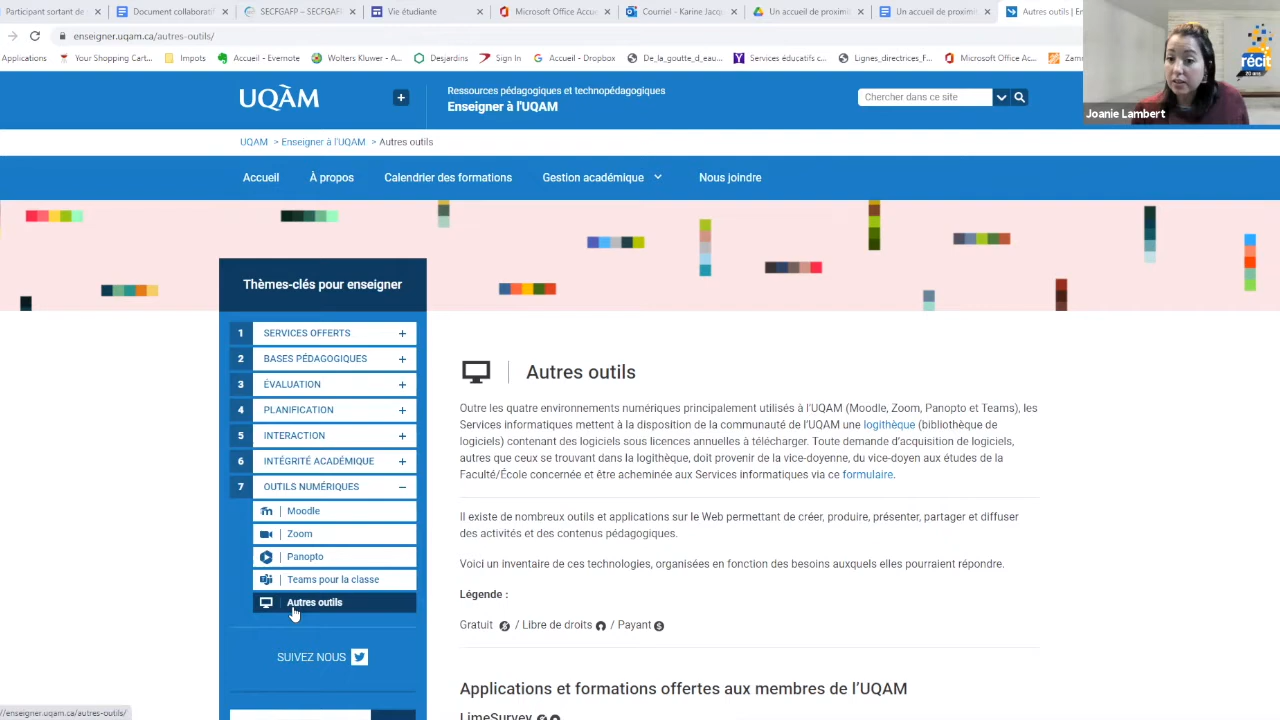 Participant sortant de
Document collaboratif
SECFGAFP – SECFGAEF
Vie étudiante
Microsoft Office Accue
Courriel - Karine Jacq
Un accueil de proximi
Un accueil de proximi
Autres outils | En
enseigner.uqam.ca/autres-outils/
Applications
Your Shopping Cart...
Impots
Accueil - Evernote
Wolters Kluwer - A...
Desjardins
Sign In
Accueil - Dropbox
De_la_goutte_d_eau...
Services éducatifs c...
Lignes_directrices_F...
Microsoft Office Ac...
Zam
récit
20 ans
Joanie Lambert
UQÀM
+
Ressources pédagogiques et technopédagogiques
Enseigner à l'UQAM
Chercher dans ce site
UQAM > Enseigner à l'UQAM > Autres outils
Accueil
À propos
Calendrier des formations
Gestion académique
Nous joindre
Thèmes-clés pour enseigner
1 SERVICES OFFERTS +
2 BASES PÉDAGOGIQUES +
3 ÉVALUATION +
4 PLANIFICATION +
5 INTERACTION +
6 INTÉGRITÉ ACADÉMIQUE +
7 OUTILS NUMÉRIQUES −
Moodle
Zoom
Panopto
Teams pour la classe
Autres outils
SUIVEZ NOUS
Autres outils
Outre les quatre environnements numériques principalement utilisés à l'UQAM (Moodle, Zoom, Panopto et Teams), les
Services informatiques mettent à la disposition de la communauté de l'UQAM une logithèque (bibliothèque de
logiciels) contenant des logiciels sous licences annuelles à télécharger. Toute demande d'acquisition de logiciels,
autres que ceux se trouvant dans la logithèque, doit provenir de la vice-doyenne, du vice-doyen aux études de la
Faculté/École concernée et être acheminée aux Services informatiques via ce formulaire.
Il existe de nombreux outils et applications sur le Web permettant de créer, produire, présenter, partager et diffuser
des activités et des contenus pédagogiques.
Voici un inventaire de ces technologies, organisées en fonction des besoins auxquels elles pourraient répondre.
Légende :
Gratuit / Libre de droits / Payant
Applications et formations offertes aux membres de l'UQAM
LimeSurvey
//enseigner.uqam.ca/autres-outils/